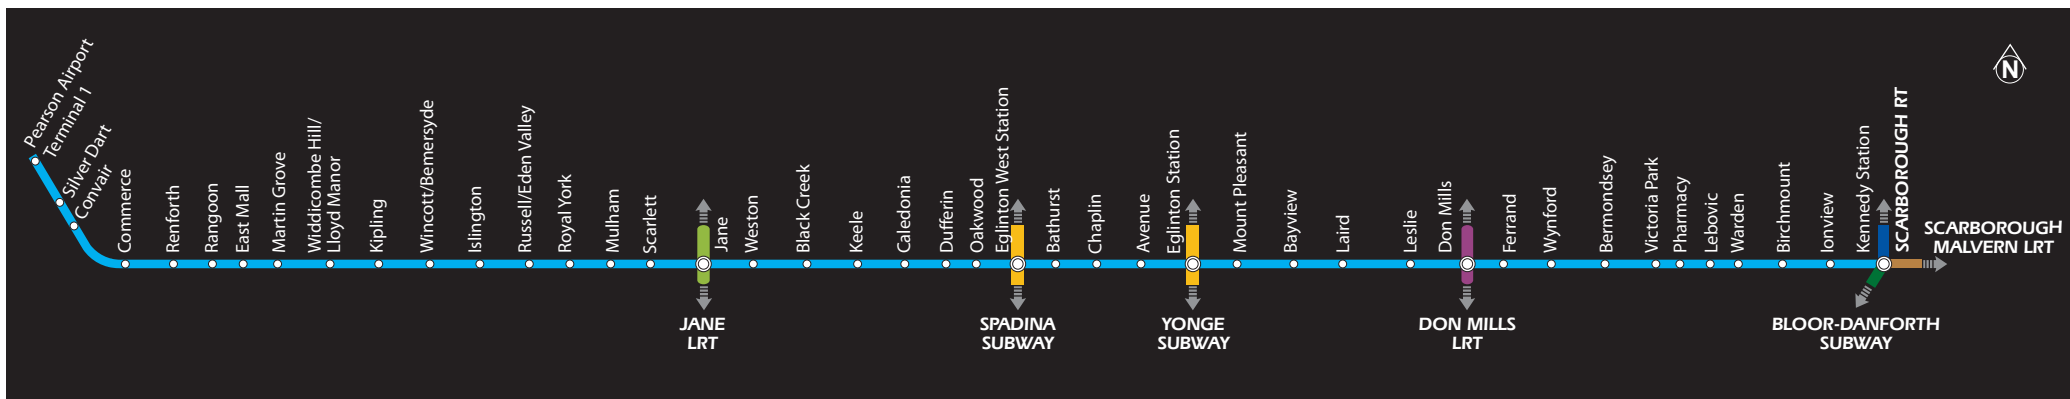 Pearson Airport
Terminal 1
Silver Dart
Convair
Commerce
Renforth
Rangoon
East Mall
Martin Grove
Widdicombe Hill/
Lloyd Manor
Kipling
Wincott/Bemersyde
Islington
Russell/Eden Valley
Royal York
Mulham
Scarlett
Jane
Weston
Black Creek
Keele
Caledonia
Dufferin
Oakwood
Eglinton West Station
Bathurst
Chaplin
Avenue
Eglinton Station
Mount Pleasant
Bayview
Laird
Leslie
Don Mills
Ferrand
Wynford
Bermondsey
Victoria Park
Pharmacy
Lebovic
Warden
Birchmount
Ionview
Kennedy Station
SCARBOROUGH RT
N
SCARBOROUGH
MALVERN LRT
JANE
LRT
SPADINA
SUBWAY
YONGE
SUBWAY
DON MILLS
LRT
BLOOR-DANFORTH
SUBWAY